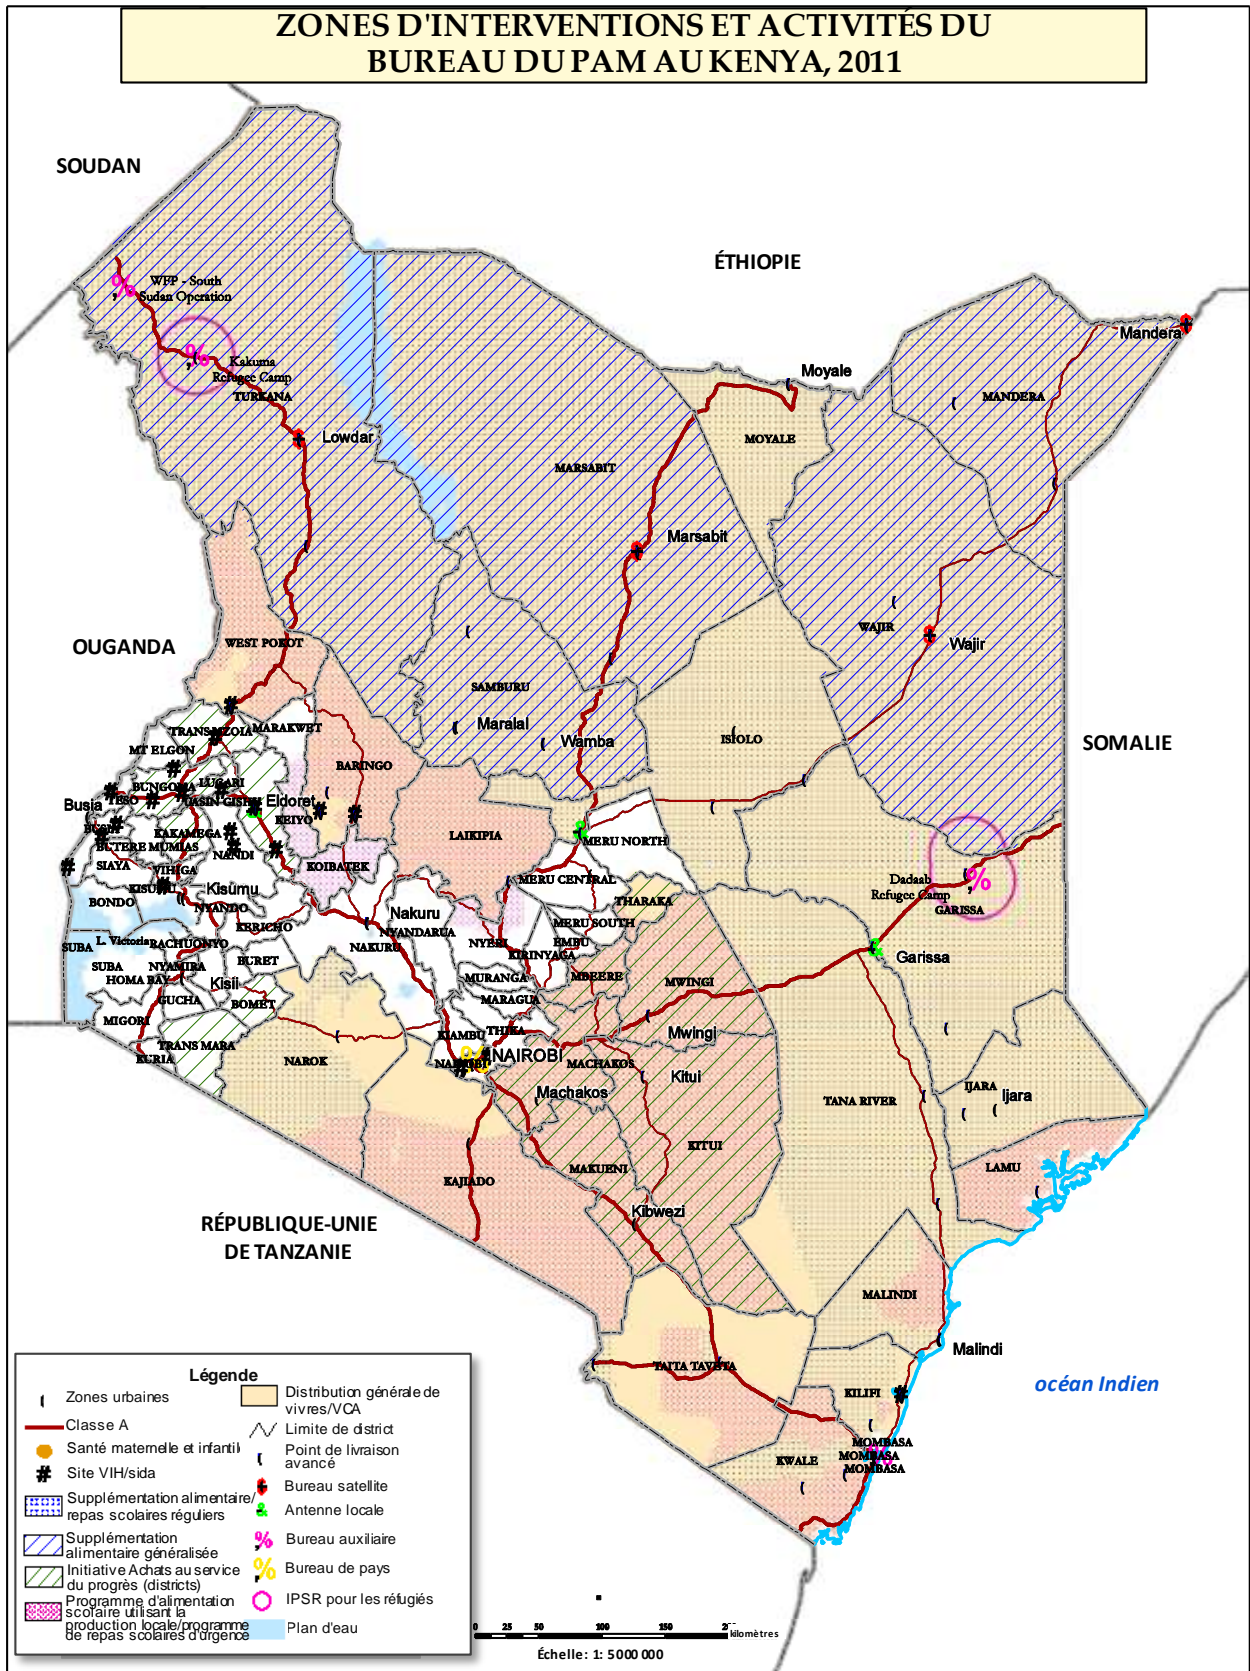 ZONES D'INTERVENTIONS ET ACTIVITÉS DU
BUREAU DU PAM AU KENYA, 2011
SOUDAN
ÉTHIOPIE
WFP - South
Sudan Operation
Mandera
Kakuma
Refugee Camp
Moyale
TURKANA
MANDERA
Lowdar
MOYALE
MARSABIT
Marsabit
WAJIR
Wajir
OUGANDA
WEST POKOT
SAMBURU
Maralal
TRANS NZOIA
MARAKWET
Wamba
ISIOLO
SOMALIE
MT ELGON
BARINGO
LUGARI
BUNGOMA
TESO
UASIN GISHU
Eldoret
Busia
KEIYO
BUSIA
KAKAMEGA
LAIKIPIA
MERU NORTH
BUTERE MUMIAS
NANDI
SIAYA
VIHIGA
KOIBATEK
MERU CENTRAL
Dadaab
Refugee Camp
KISUMU
Kisumu
BONDO
NYANDO
THARAKA
GARISSA
Nakuru
KERICHO
NYANDARUA
MERU SOUTH
SUBA
L. Victoria
RACHUONYO
NAKURU
NYERI
EMBU
KIRINYAGA
Garissa
SUBA
NYAMIRA
BURET
HOMA BAY
Kisii
MURANGA
MBEERE
MWINGI
GUCHA
BOMET
MARAGUA
MIGORI
KIAMBU
THIKA
Mwingi
TRANS MARA
KURIA
NAROK
NAIROBI
NAIROBI
MACHAKOS
Kitui
Machakos
TANA RIVER
IJARA
Ijara
KITUI
MAKUENI
LAMU
KAJIADO
RÉPUBLIQUE-UNIE
DE TANZANIE
Kibwezi
MALINDI
Malindi
TAITA TAVETA
KILIFI
océan Indien
MOMBASA
MOMBASA
MOMBASA
KWALE
Légende
Zones urbaines
Classe A
Santé maternelle et infantil
Site VIH/sida
Supplémentation alimentaire/
repas scolaires réguliers
Supplémentation
alimentaire généralisée
Initiative Achats au service
du progrès (districts)
Programme d'alimentation
scolaire utilisant la
production locale/programme
de repas scolaires d'urgence
Distribution générale de
vivres/VCA
Limite de district
Point de livraison
avancé
Bureau satellite
Antenne locale
Bureau auxiliaire
Bureau de pays
IPSR pour les réfugiés
Plan d'eau
0 25 50 100 150 kilomètres
Échelle: 1: 5 000 000